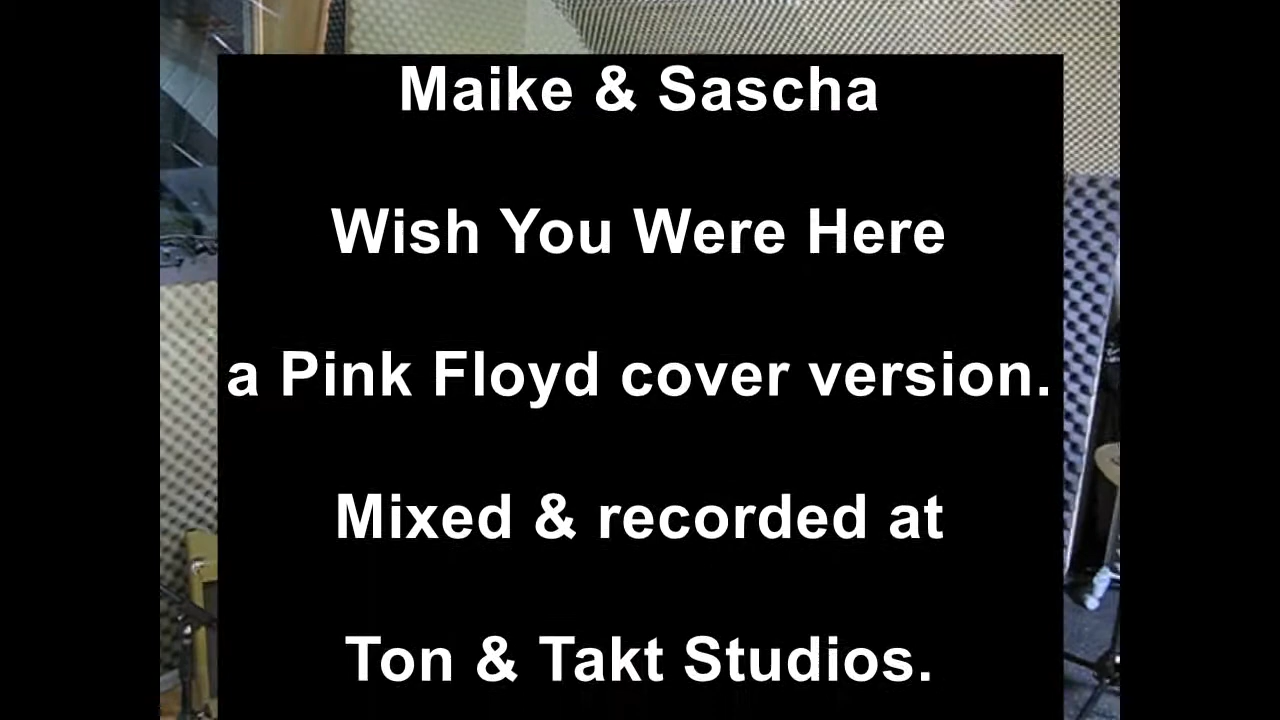 Maike & Sascha
Wish You Were Here
a Pink Floyd cover version.
Mixed & recorded at
Ton & Takt Studios.